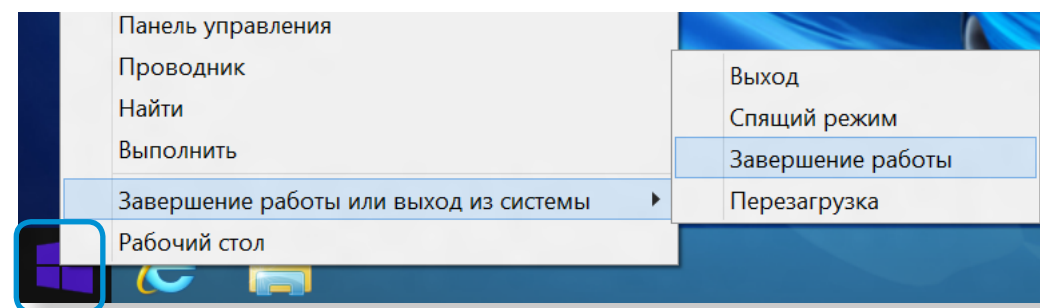 Панель управления
Проводник
Найти
Выполнить
Завершение работы или выход из системы
Рабочий стол
Выход
Спящий режим
Завершение работы
Перезагрузка